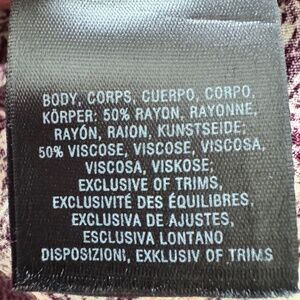 BODY, CORPS, CUERPO, CORPO,
KÖRPER: 50% RAYON, RAYONNE,
RAYÓN, RAION, KUNSTSEIDE;
50% VISCOSE, VISCOSE, VISCOSA,
VISCOSA, VISKOSE;
EXCLUSIVE OF TRIMS,
EXCLUSIVITÉ DES ÉQUILIBRES,
EXCLUSIVA DE AJUSTES,
ESCLUSIVA LONTANO
DISPOSIZIONI, EXKLUSIV OF TRIMS